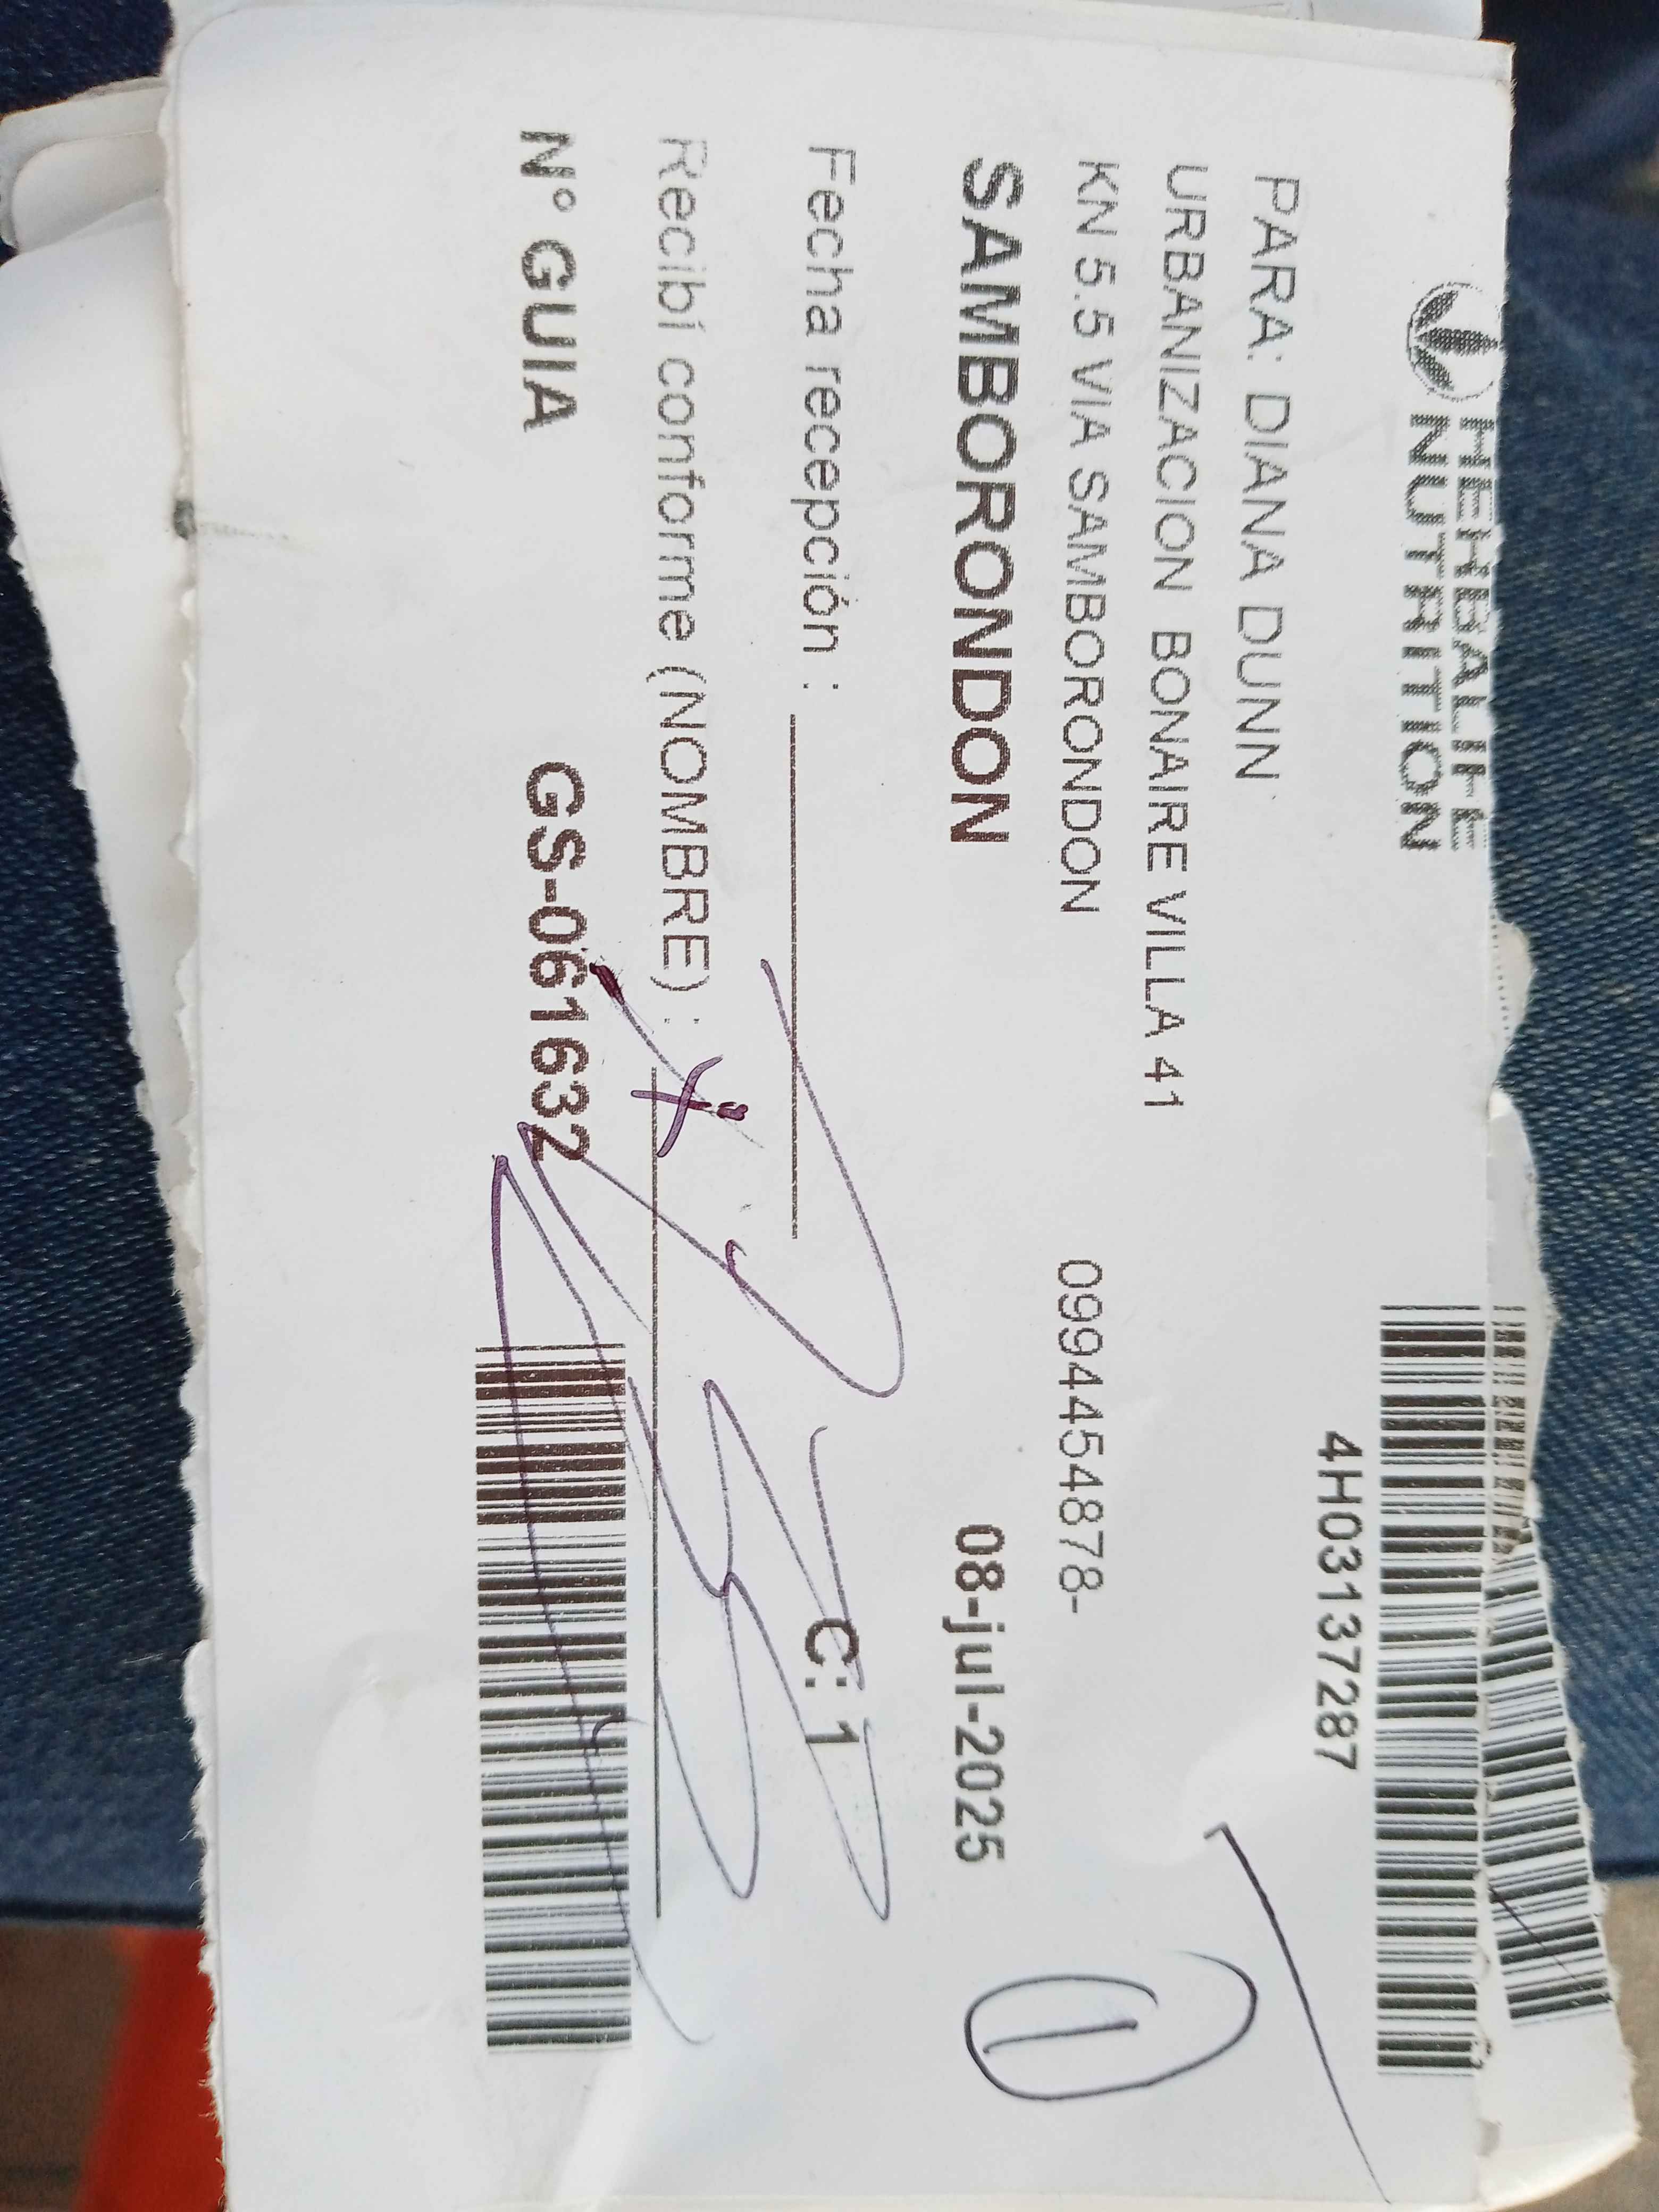 HERBALIFE
NUTRITION
4H03137287
PARA: DIANA DUNN
URBANIZACION BONAIRE VILLA 41
KN 5.5 VIA SAMBORONDON 0994454878-
SAMBORONDON 08-jul-2025
Fecha recepción :
C: 1
Recibí conforme (NOMBRE) :
N° GUIA GS-061632